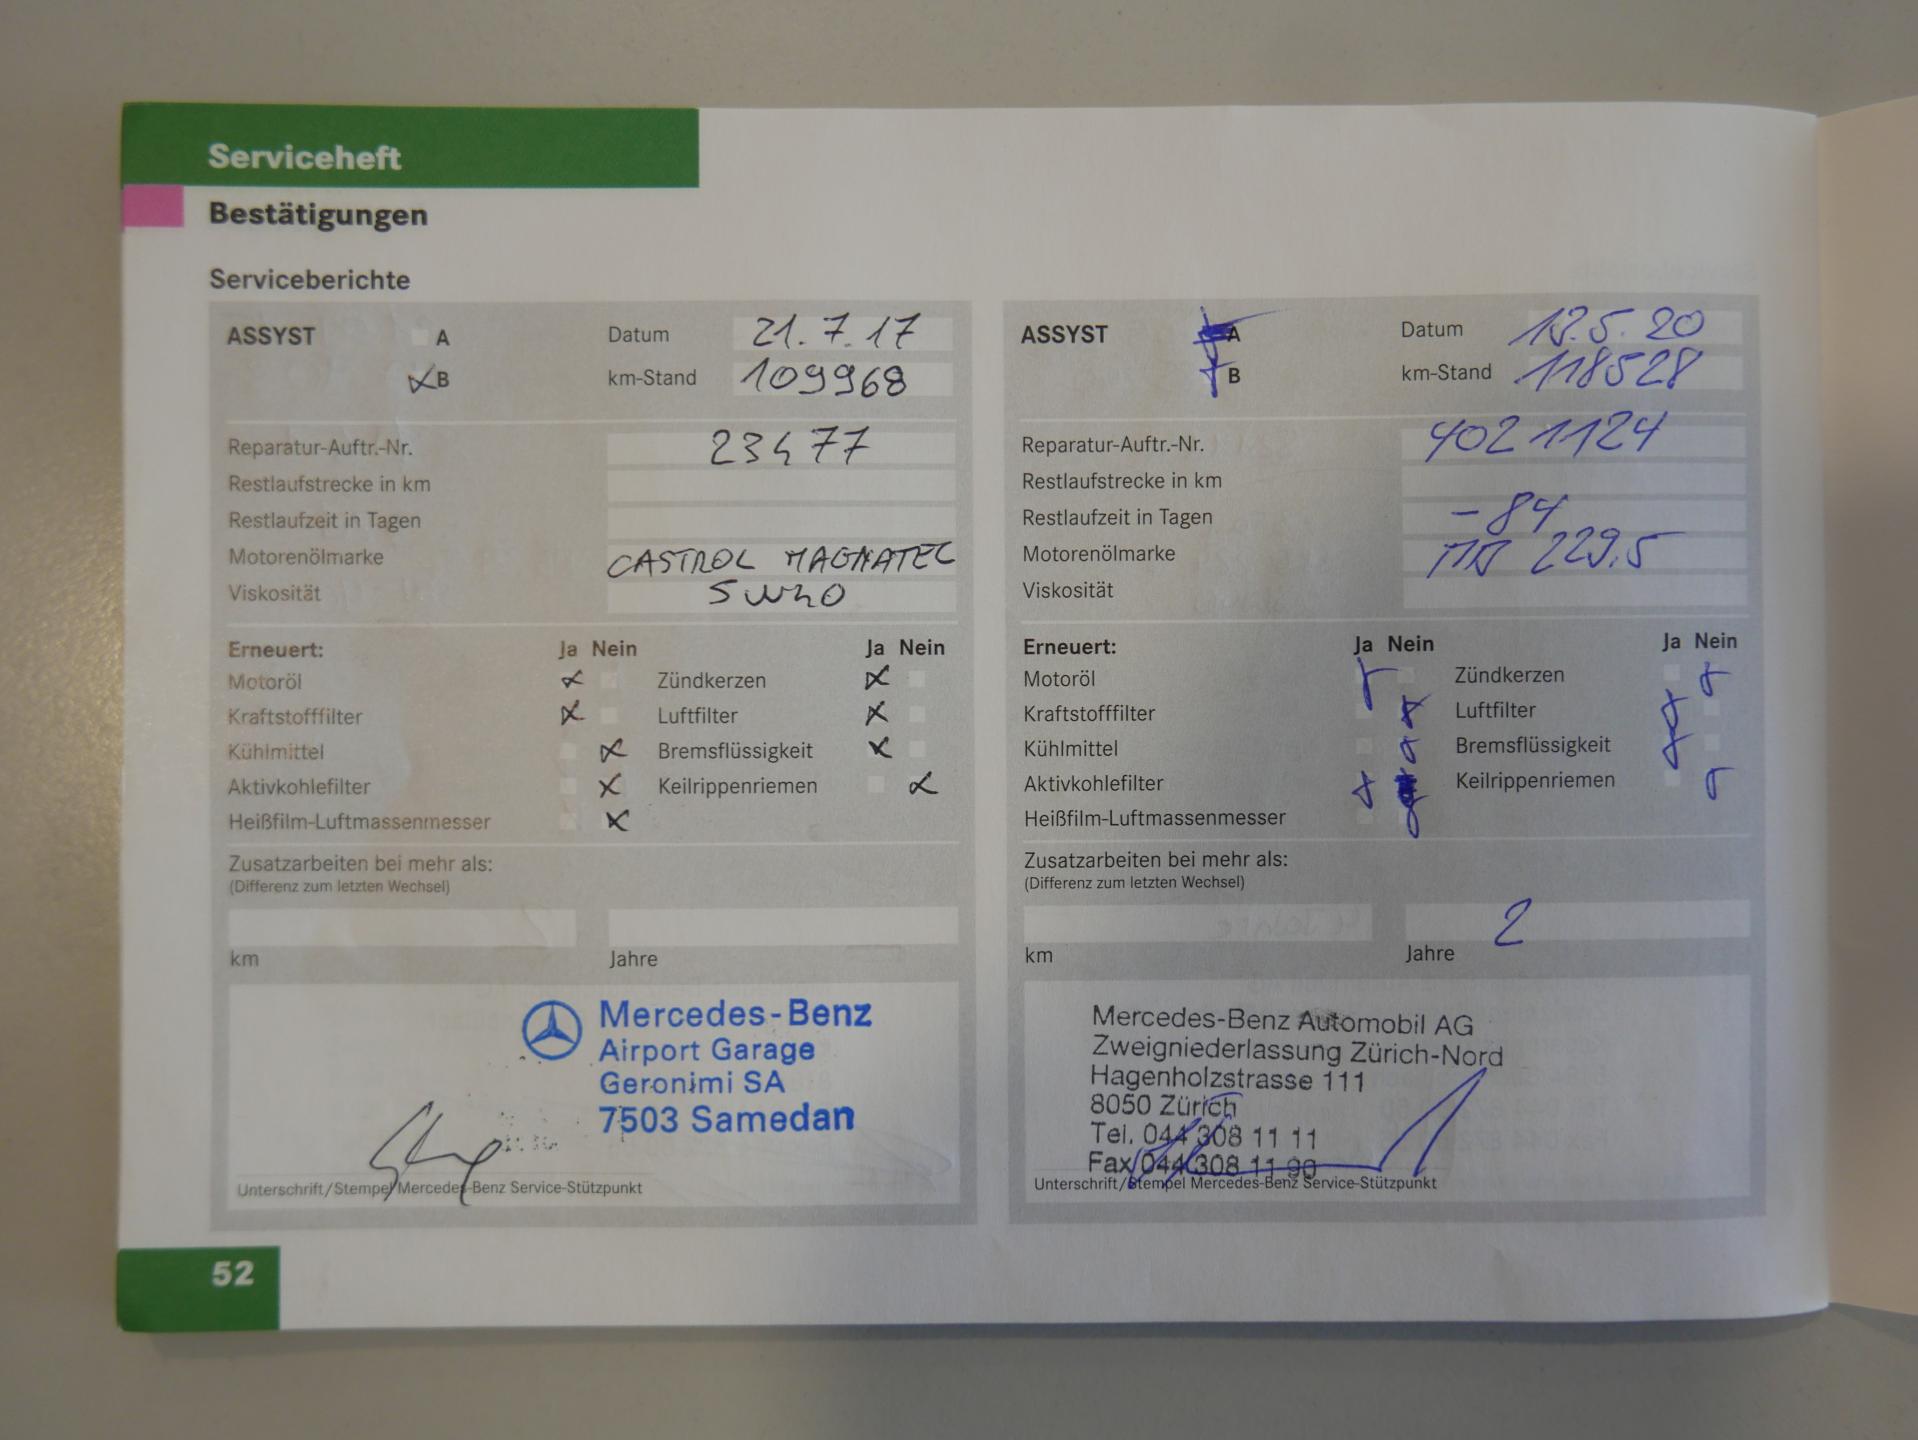 Serviceheft
Bestätigungen
Serviceberichte
ASSYST A Datum 21.7.17
B km-Stand 109968
Reparatur-Auftr.-Nr. 23477
Restlaufstrecke in km
Restlaufzeit in Tagen
Motorenölmarke CASTROL MAGNATEC
Viskosität 5W40
Erneuert: Ja Nein Ja Nein
Motoröl Zündkerzen
Kraftstofffilter Luftfilter
Kühlmittel Bremsflüssigkeit
Aktivkohlefilter Keilrippenriemen
Heißfilm-Luftmassenmesser
Zusatzarbeiten bei mehr als:
(Differenz zum letzten Wechsel)
km Jahre
Mercedes-Benz
Airport Garage
Geronimi SA
7503 Samedan
Unterschrift/Stempel Mercedes-Benz Service-Stützpunkt
ASSYST A Datum 5.20
B km-Stand 118528
Reparatur-Auftr.-Nr. 4021124
Restlaufstrecke in km
Restlaufzeit in Tagen -84
Motorenölmarke 229.5
Viskosität
Erneuert: Ja Nein Ja Nein
Motoröl Zündkerzen
Kraftstofffilter Luftfilter
Kühlmittel Bremsflüssigkeit
Aktivkohlefilter Keilrippenriemen
Heißfilm-Luftmassenmesser
Zusatzarbeiten bei mehr als:
(Differenz zum letzten Wechsel)
2
km Jahre
Mercedes-Benz Automobil AG
Zweigniederlassung Zürich-Nord
Hagenholzstrasse 111
8050 Zürich
Tel. 044 308 11 11
Fax 044 308 11 90
Unterschrift/Stempel Mercedes-Benz Service-Stützpunkt
52